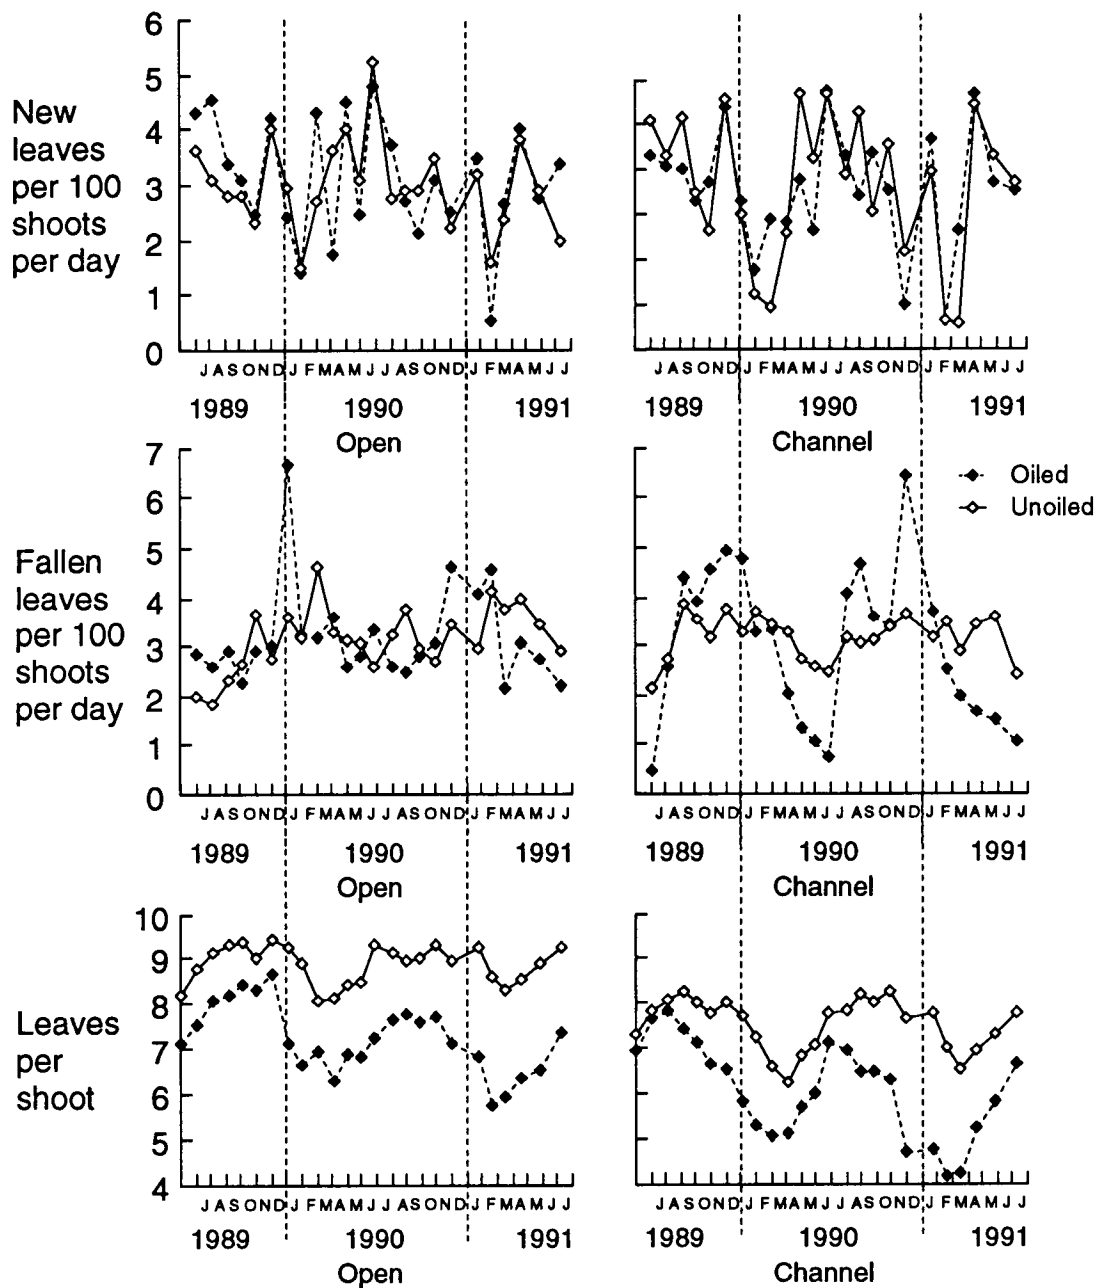 New
leaves
per 100
shoots
per day
6
5
4
3
2
1
0
J A S O N D J F M A M J J A S O N D J F M A M J J
1989 1990 1991
Open
J A S O N D J F M A M J J A S O N D J F M A M J J
1989 1990 1991
Channel
Oiled
Unoiled
Fallen
leaves
per 100
shoots
per day
7
6
5
4
3
2
1
0
J A S O N D J F M A M J J A S O N D J F M A M J J
1989 1990 1991
Open
J A S O N D J F M A M J J A S O N D J F M A M J J
1989 1990 1991
Channel
Leaves
per
shoot
10
9
8
7
6
5
4
J A S O N D J F M A M J J A S O N D J F M A M J J
1989 1990 1991
Open
J A S O N D J F M A M J J A S O N D J F M A M J J
1989 1990 1991
Channel